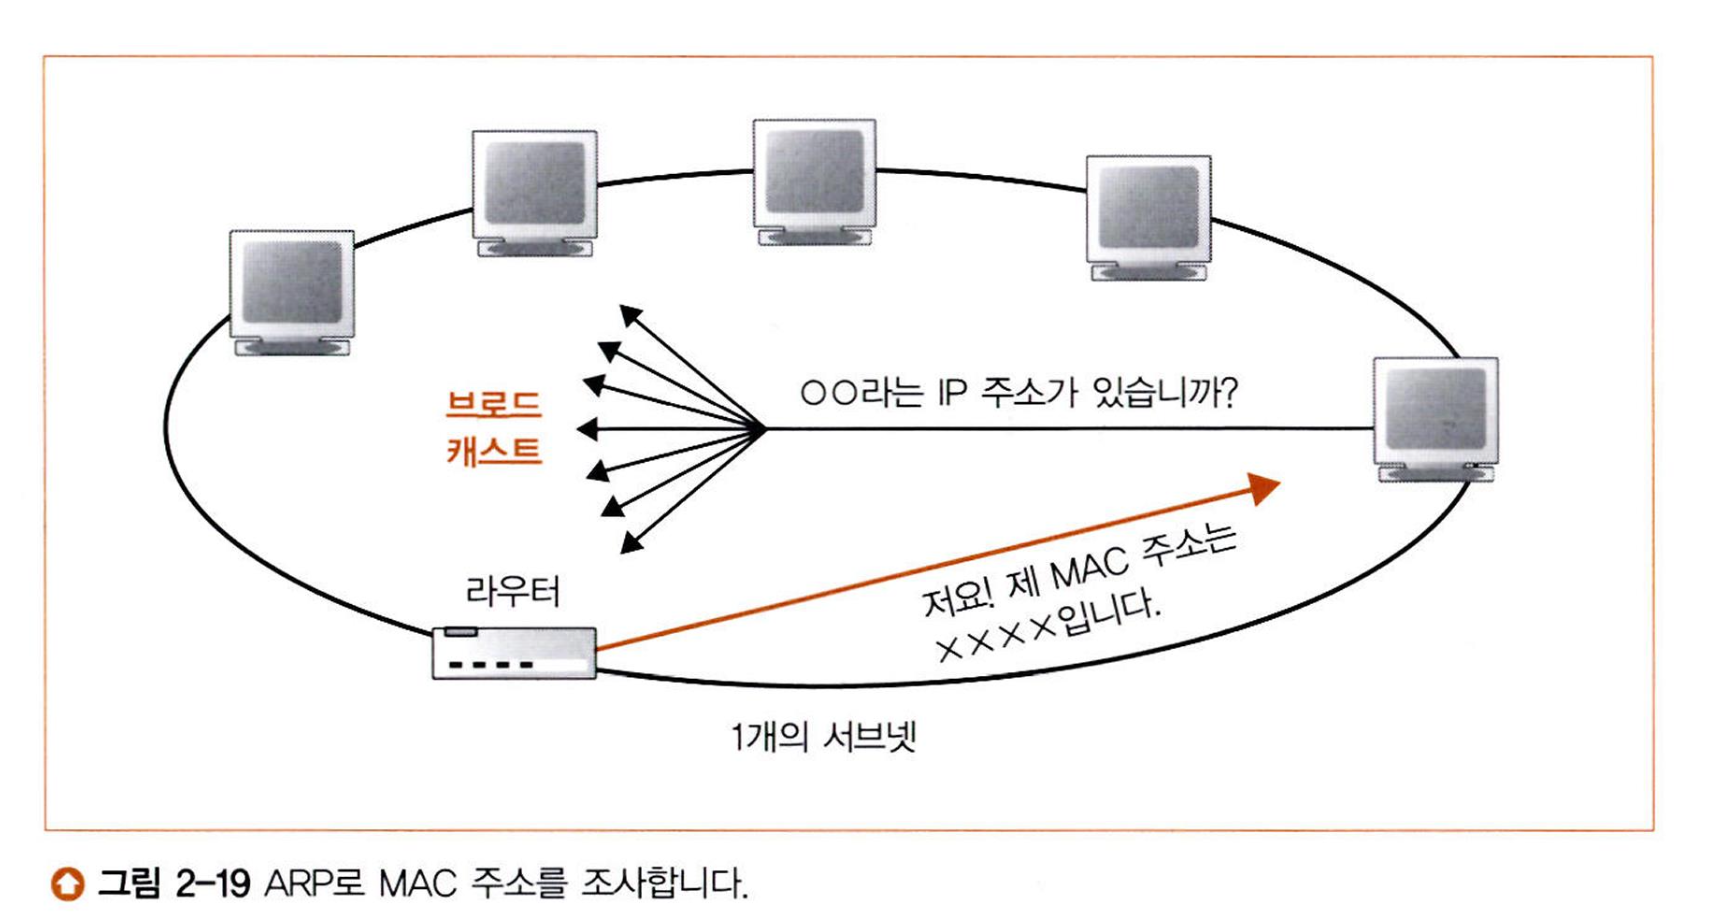 ○○라는 IP 주소가 있습니까?
브로드
캐스트
저요! 제 MAC 주소는
××××입니다.
라우터
1개의 서브넷
그림 2-19 ARP로 MAC 주소를 조사합니다.